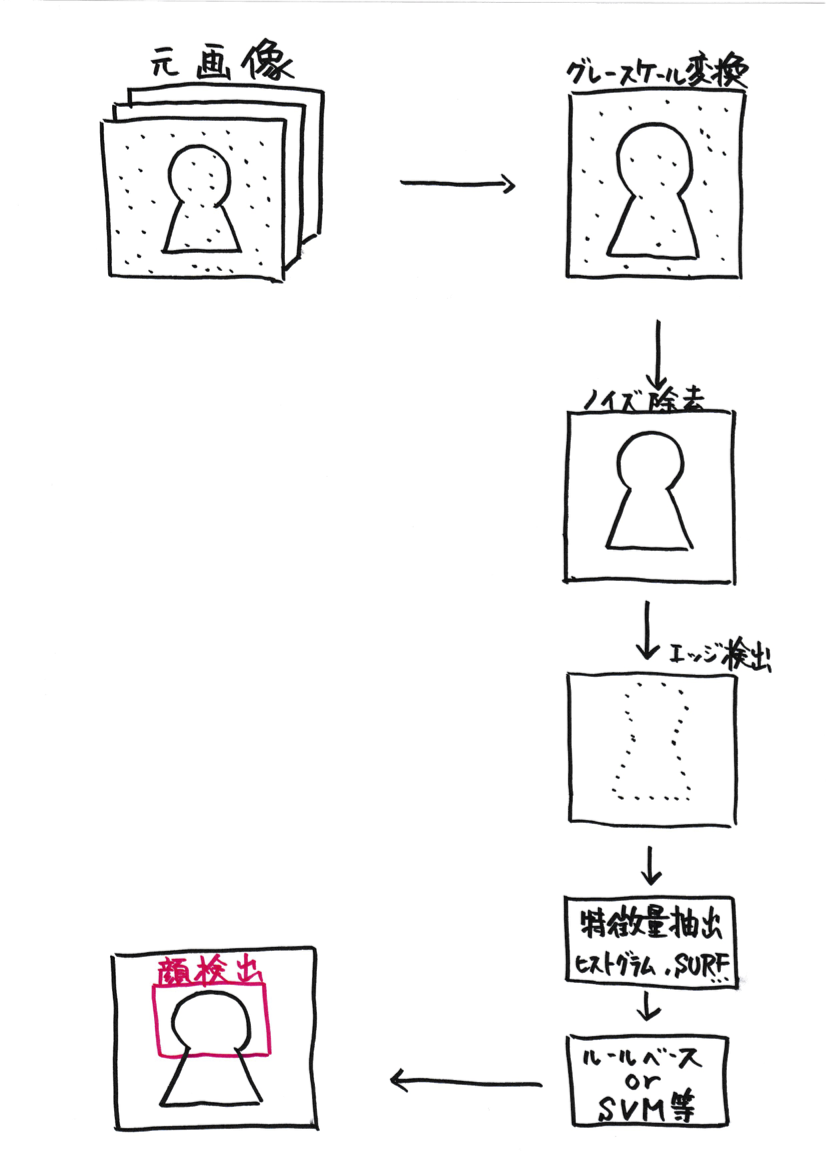 元画像
グレースケール変換
ノイズ除去
エッジ検出
特徴量抽出
ヒストグラム、SURF...
ルールベース
or
SVM等
顔検出